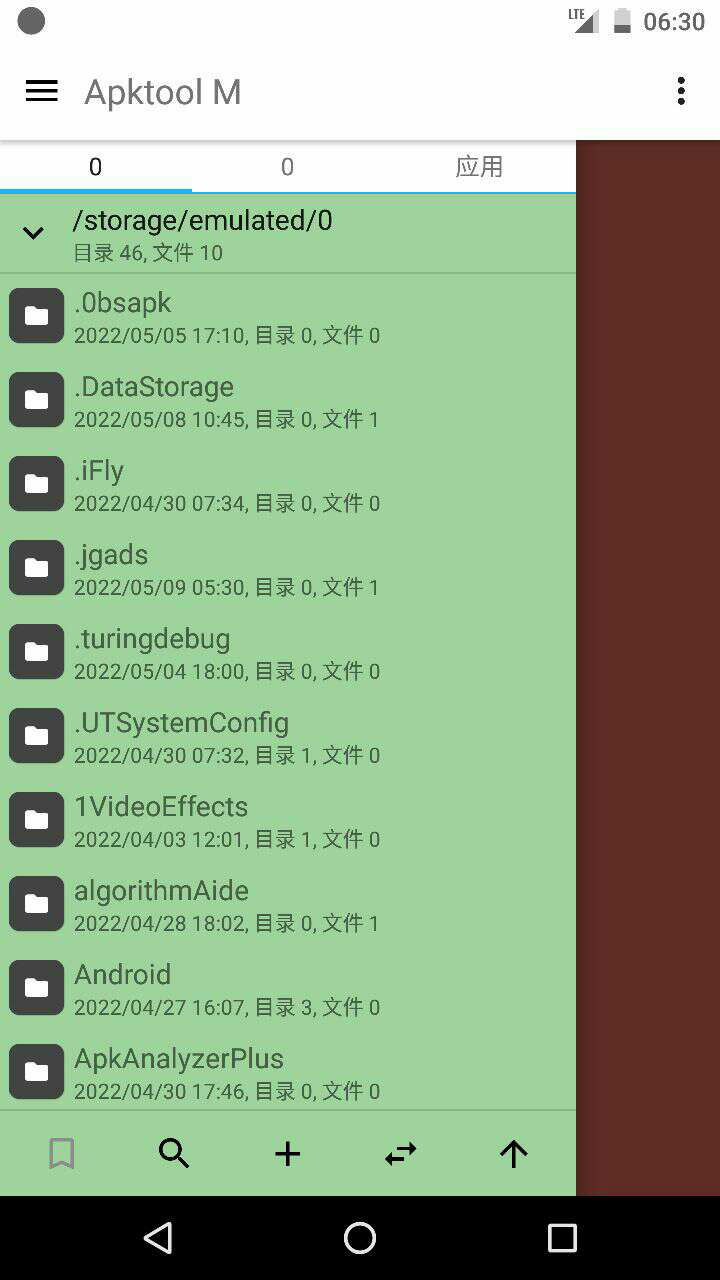 LTE 06:30
Apktool M
0 0 应用
/storage/emulated/0
目录 46, 文件 10
.0bsapk
2022/05/05 17:10, 目录 0, 文件 0
.DataStorage
2022/05/08 10:45, 目录 0, 文件 1
.iFly
2022/04/30 07:34, 目录 0, 文件 0
.jgads
2022/05/09 05:30, 目录 0, 文件 1
.turingdebug
2022/05/04 18:00, 目录 0, 文件 0
.UTSystemConfig
2022/04/30 07:32, 目录 1, 文件 0
1VideoEffects
2022/04/03 12:01, 目录 1, 文件 0
algorithmAide
2022/04/28 18:02, 目录 0, 文件 1
Android
2022/04/27 16:07, 目录 3, 文件 0
ApkAnalyzerPlus
2022/04/30 17:46, 目录 0, 文件 0